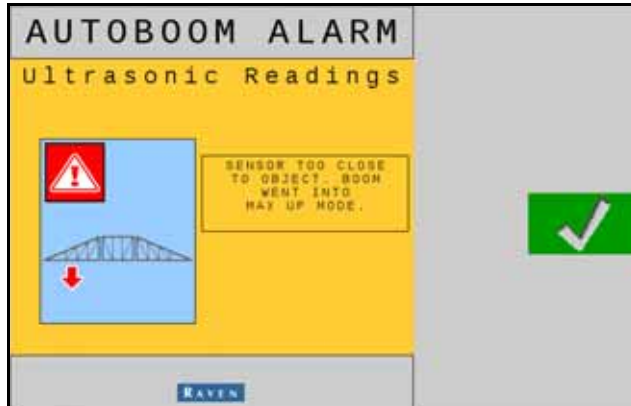 AUTOBOOM ALARM
Ultrasonic Readings
SENSOR TOO CLOSE
TO OBJECT. BOOM
WENT INTO
MAX UP MODE.
RAVEN